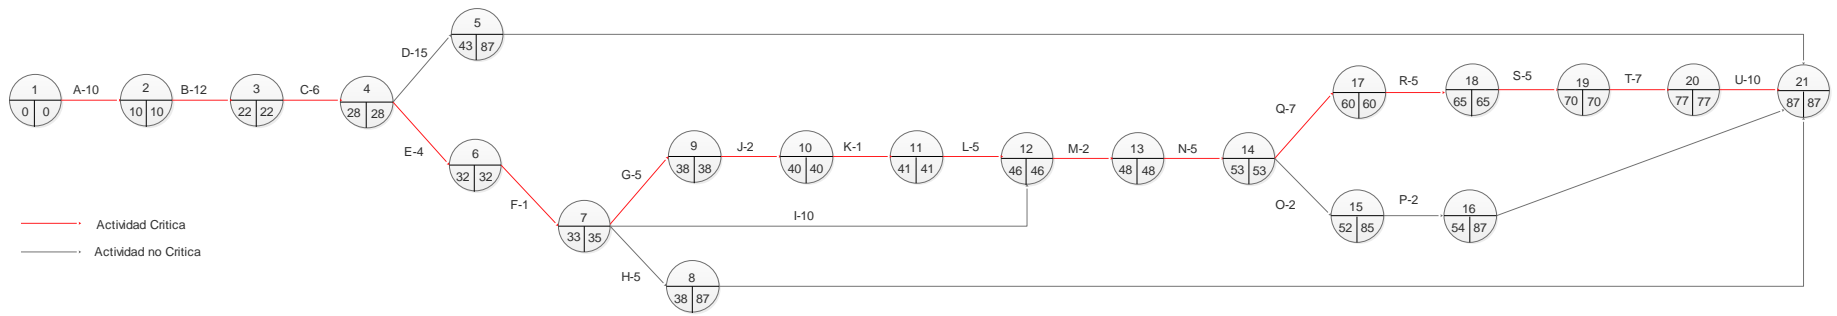 5
43 87
D-15
1
0 0
A-10
2
10 10
B-12
3
22 22
C-6
4
28 28
E-4
6
32 32
F-1
7
33 35
G-5
9
38 38
J-2
10
40 40
K-1
11
41 41
L-5
12
46 46
M-2
13
48 48
N-5
14
53 53
Q-7
17
60 60
R-5
18
65 65
S-5
19
70 70
T-7
20
77 77
U-10
21
87 87
I-10
O-2
15
52 85
P-2
16
54 87
H-5
8
38 87
Actividad Critica
Actividad no Critica